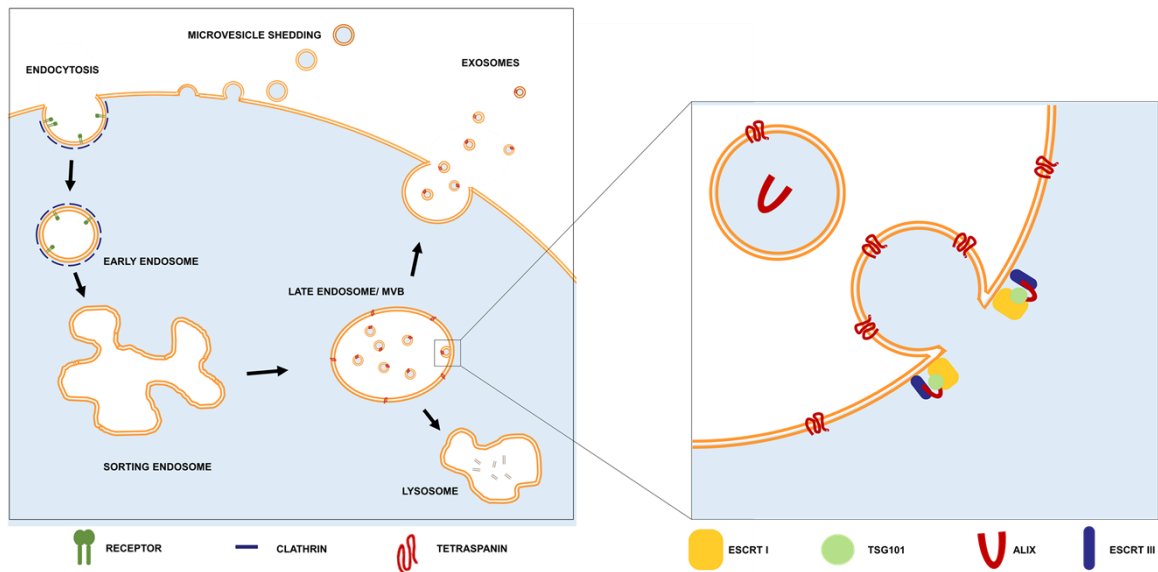 MICROVESICLE SHEDDING
EXOSOMES
ENDOCYTOSIS
EARLY ENDOSOME
LATE ENDOSOME/ MVB
SORTING ENDOSOME
LYSOSOME
RECEPTOR
CLATHRIN
TETRASPANIN
ESCRT I
TSG101
ALIX
ESCRT III